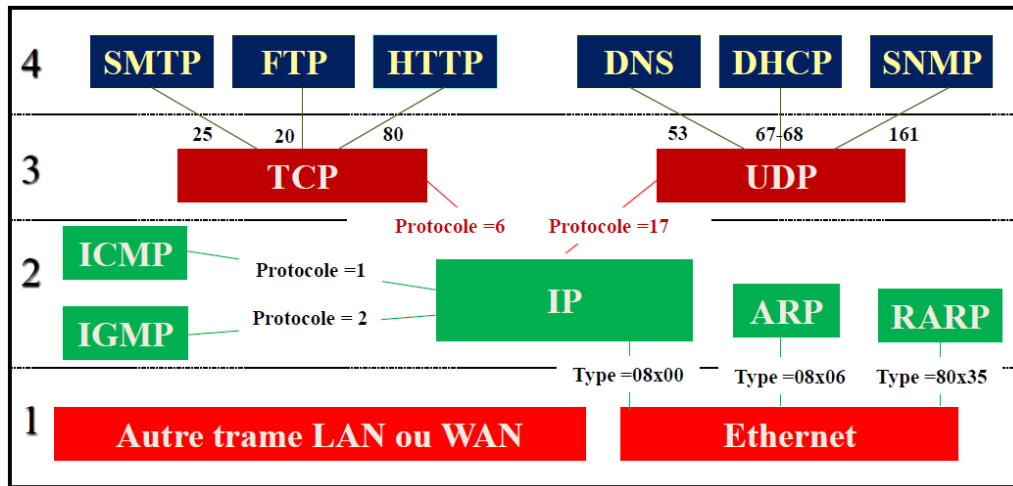 4
SMTP FTP HTTP DNS DHCP SNMP
25 20 80 53 67-68 161
3
TCP UDP
Protocole =6 Protocole =17
ICMP
2
Protocole =1
IP
IGMP
Protocole = 2
ARP RARP
Type =08x00 Type =08x06 Type =80x35
1
Autre trame LAN ou WAN Ethernet